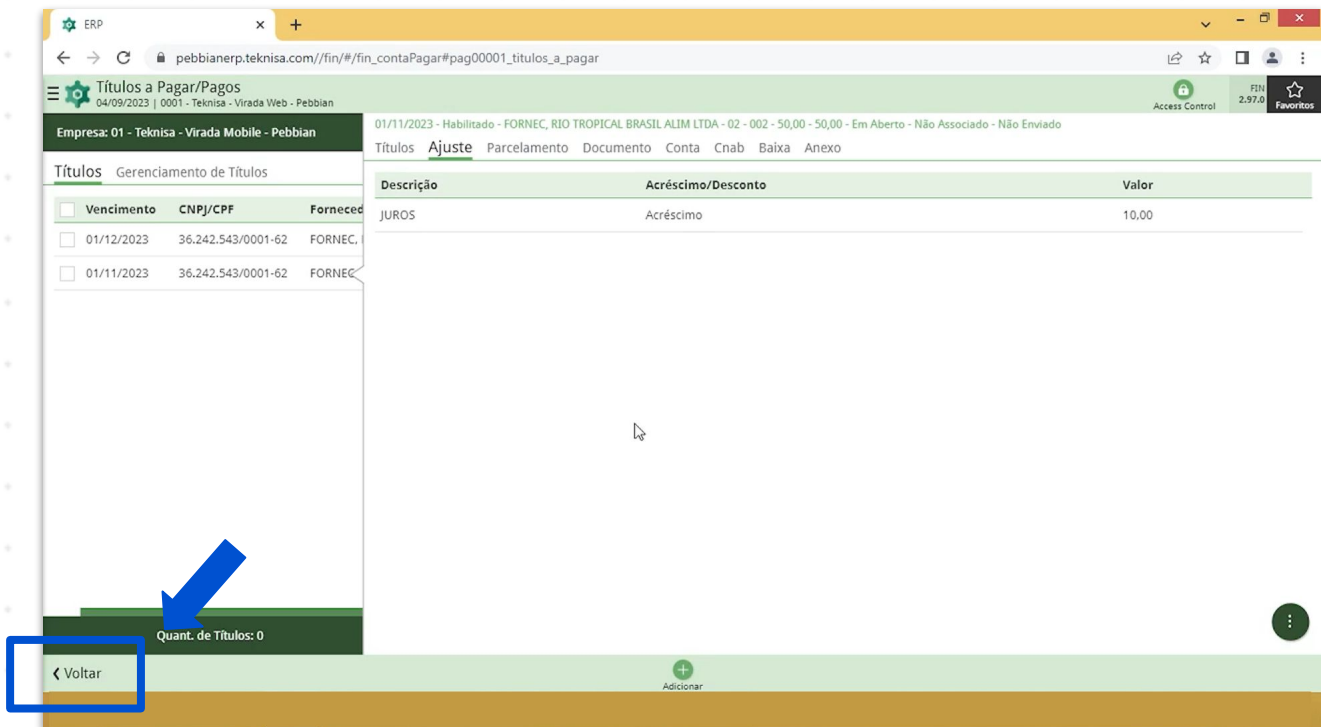 ERP
pebbianerp.teknisa.com//fin/#/fin_contaPagar#pag00001_titulos_a_pagar
Títulos a Pagar/Pagos
04/09/2023 | 0001 - Teknisa - Virada Web - Pebbian
Access Control
FIN
2.97.0
Favoritos
Empresa: 01 - Teknisa - Virada Mobile - Pebbian
Títulos Gerenciamento de Títulos
Vencimento CNPJ/CPF Forneced
01/12/2023 36.242.543/0001-62 FORNEC,
01/11/2023 36.242.543/0001-62 FORNEC
Quant. de Títulos: 0
01/11/2023 - Habilitado - FORNEC, RIO TROPICAL BRASIL ALIM LTDA - 02 - 002 - 50,00 - 50,00 - Em Aberto - Não Associado - Não Enviado
Títulos Ajuste Parcelamento Documento Conta Cnab Baixa Anexo
Descrição Acréscimo/Desconto Valor
JUROS Acréscimo 10,00
Voltar
Adicionar